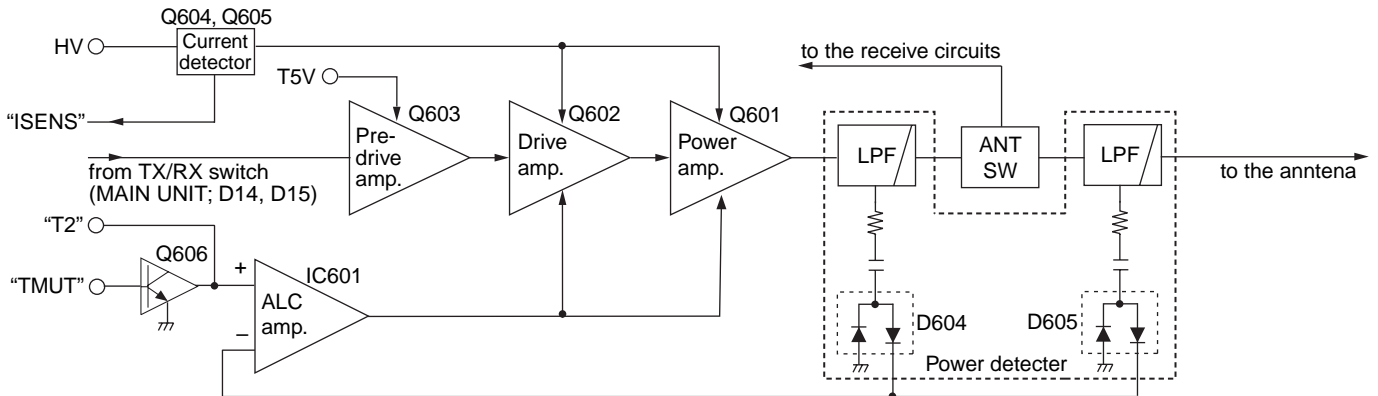 Q604, Q605
HV
Current
detector
"ISENS"
T5V
Q603
Pre-
drive
amp.
Q602
Drive
amp.
Q601
Power
amp.
to the receive circuits
LPF
ANT
SW
LPF
to the anntena
from TX/RX switch
(MAIN UNIT; D14, D15)
“T2”
Q606
“TMUT”
+
–
IC601
ALC
amp.
D604
D605
Power detecter